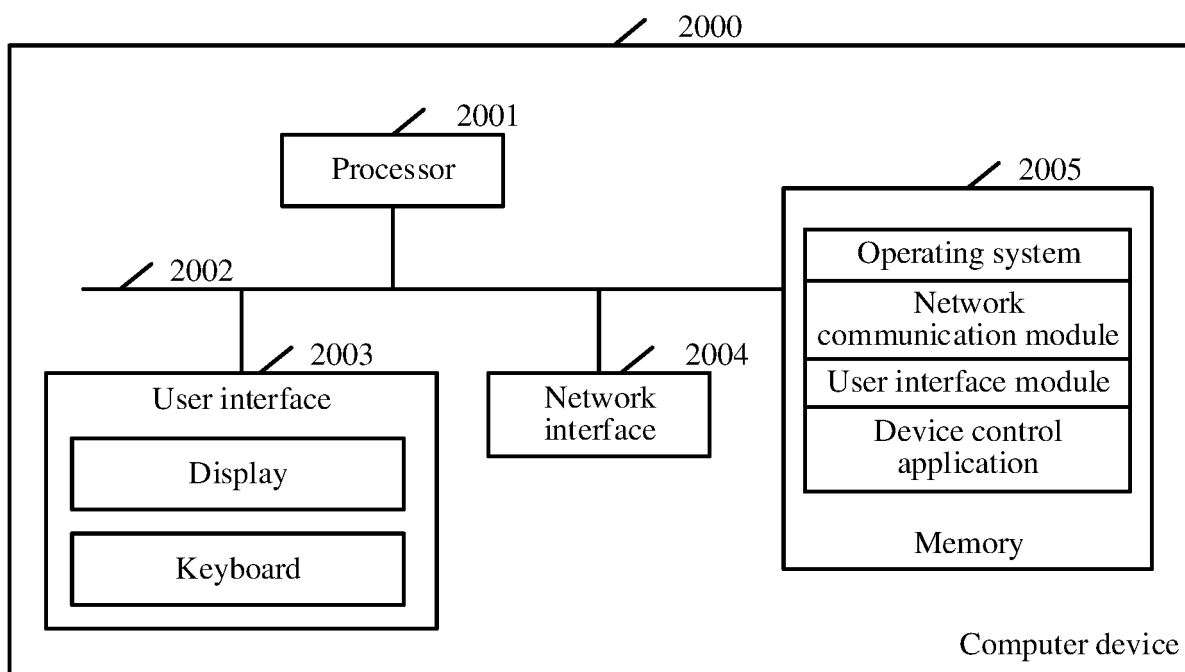 2000
2001
Processor
2005
Operating system
Network
communication module
User interface module
Device control
application
Memory
2002
2003
User interface
Display
Keyboard
2004
Network
interface
Computer device